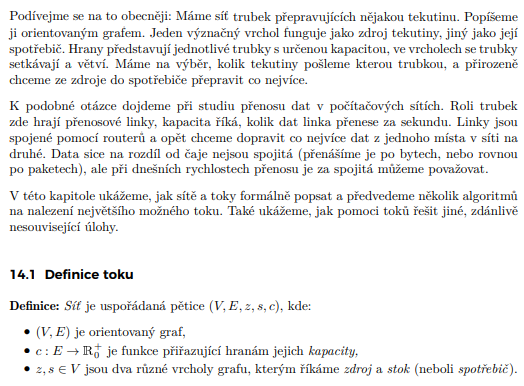 Podívejme se na to obecněji: Máme síť trubek přepravujících nějakou tekutinu. Popíšeme
ji orientovaným grafem. Jeden význačný vrchol funguje jako zdroj tekutiny, jiný jako její
spotřebič. Hrany představují jednotlivé trubky s určenou kapacitou, ve vrcholech se trubky
setkávají a větví. Máme na výběr, kolik tekutiny pošleme kterou trubkou, a přirozeně
chceme ze zdroje do spotřebiče přepravit co nejvíce.
K podobné otázce dojdeme při studiu přenosu dat v počítačových sítích. Roli trubek
zde hrají přenosové linky, kapacita říká, kolik dat linka přenese za sekundu. Linky jsou
spojené pomocí routerů a opět chceme dopravit co nejvíce dat z jednoho místa v síti na
druhé. Data sice na rozdíl od čaje nejsou spojitá (přenášíme je po bytech, nebo rovnou
po paketech), ale při dnešních rychlostech přenosu je za spojitá můžeme považovat.
V této kapitole ukážeme, jak sítě a toky formálně popsat a předvedeme několik algoritmů
na nalezení největšího možného toku. Také ukážeme, jak pomocí toků řešit jiné, zdánlivě
nesouvisející úlohy.
14.1 Definice toku
Definice: Síť je uspořádaná pětice (V, E, z, s, c), kde:
• (V, E) je orientovaný graf,
• c : E → ℝ₀⁺ je funkce přiřazující hranám jejich kapacity,
• z, s ∈ V jsou dva různé vrcholy grafu, kterým říkáme zdroj a stok (neboli spotřebič).